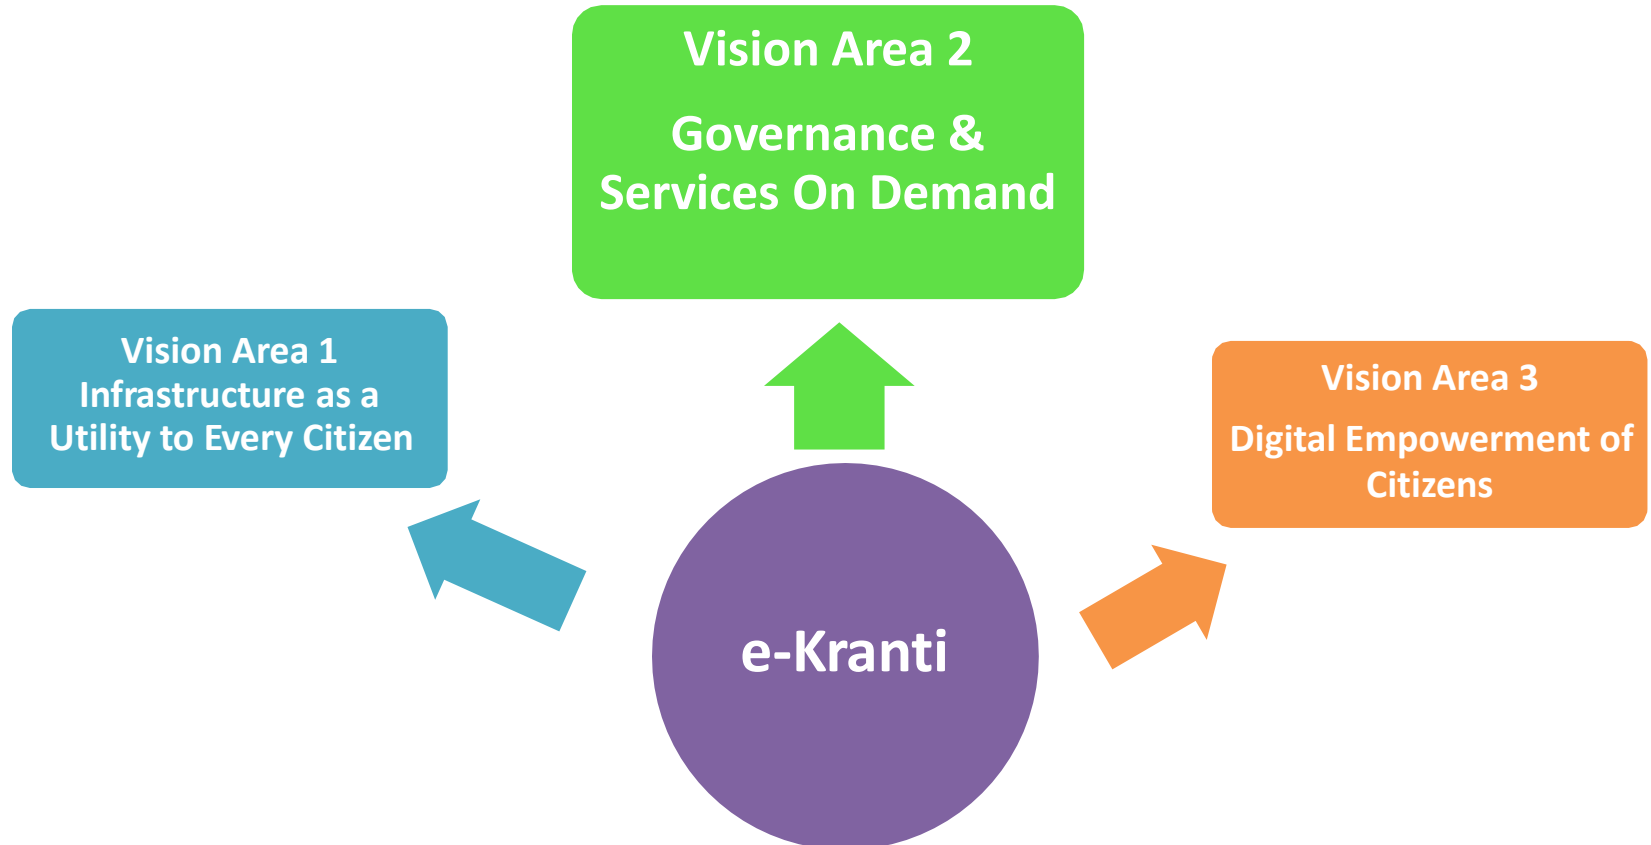 Vision Area 2
Governance &
Services On Demand
Vision Area 1
Infrastructure as a
Utility to Every Citizen
Vision Area 3
Digital Empowerment of
Citizens
e-Kranti